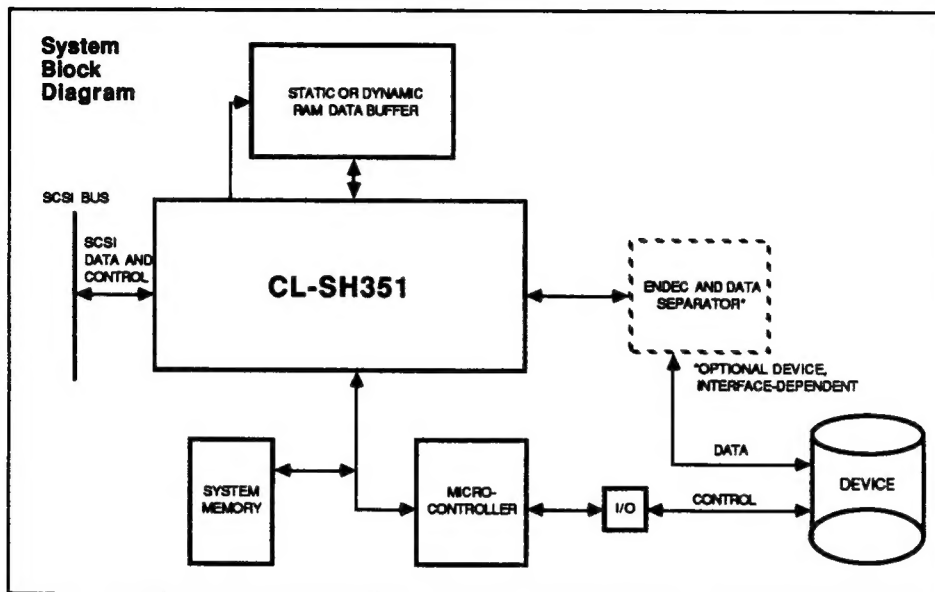 System
Block
Diagram
STATIC OR DYNAMIC
RAM DATA BUFFER
SCSI BUS
SCSI
DATA AND
CONTROL
CL-SH351
ENDEC AND DATA
SEPARATOR*
*OPTIONAL DEVICE,
INTERFACE-DEPENDENT
SYSTEM
MEMORY
MICRO-
CONTROLLER
I/O
DATA
CONTROL
DEVICE